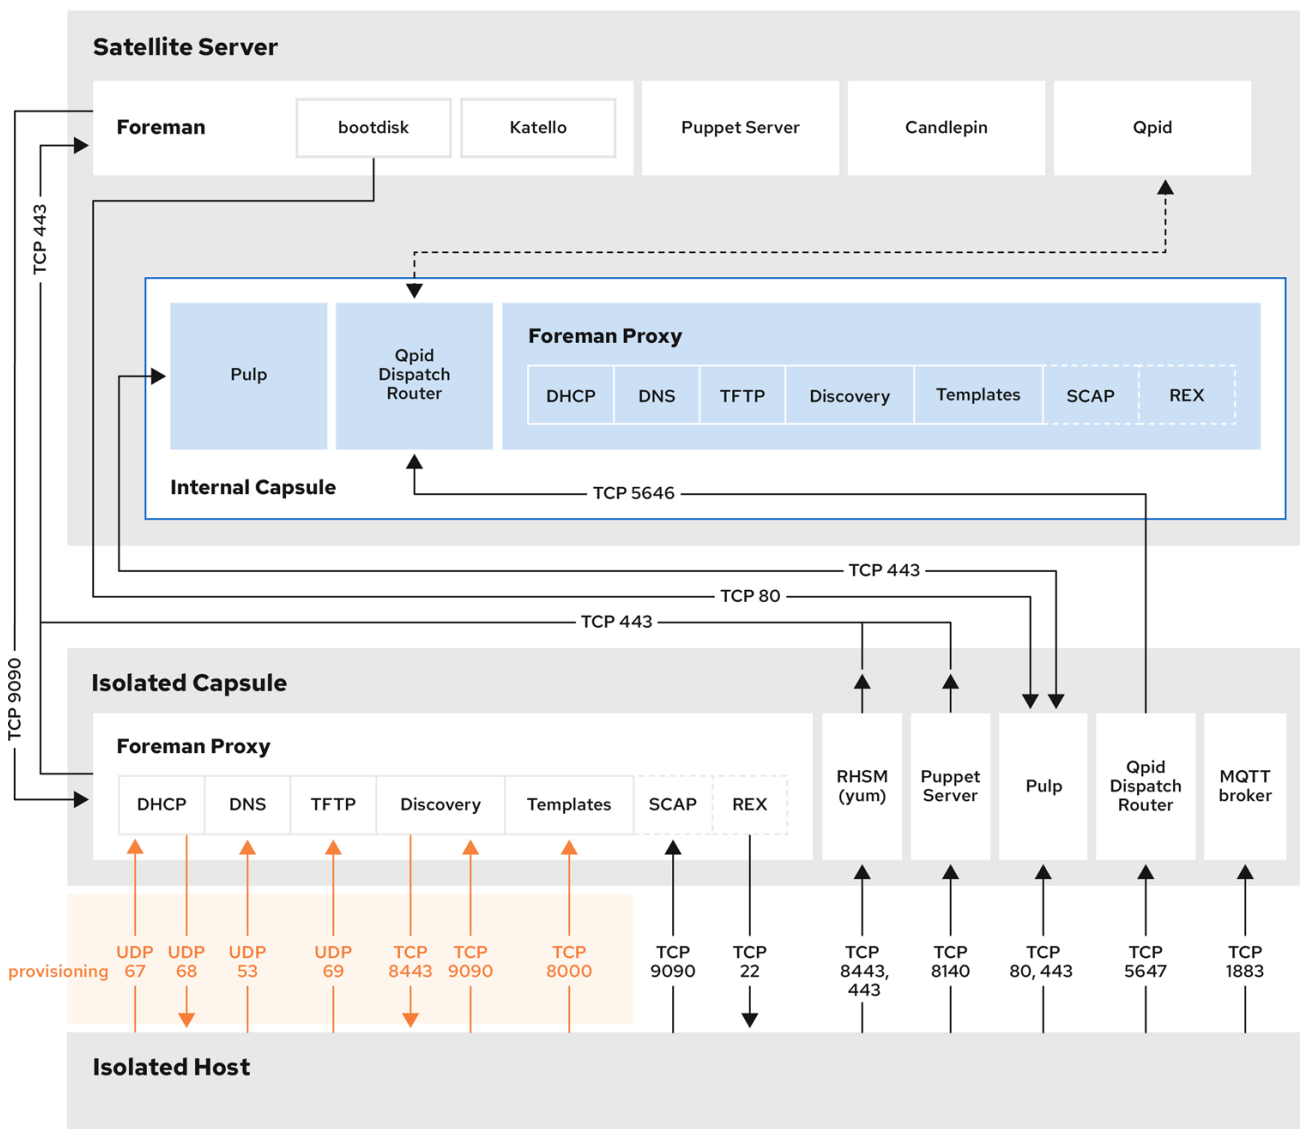 Satellite Server
Foreman
bootdisk
Katello
Puppet Server
Candlepin
Qpid
TCP 443
Pulp
Qpid
Dispatch
Router
Foreman Proxy
DHCP
DNS
TFTP
Discovery
Templates
SCAP
REX
Internal Capsule
TCP 5646
TCP 443
TCP 80
TCP 443
TCP 9090
Isolated Capsule
Foreman Proxy
DHCP
DNS
TFTP
Discovery
Templates
SCAP
REX
RHSM
(yum)
Puppet
Server
Pulp
Qpid
Dispatch
Router
MQTT
broker
provisioning
UDP
67
UDP
68
UDP
53
UDP
69
TCP
8443
TCP
9090
TCP
8000
TCP
9090
TCP
22
TCP
8443,
443
TCP
8140
TCP
80, 443
TCP
5647
TCP
1883
Isolated Host